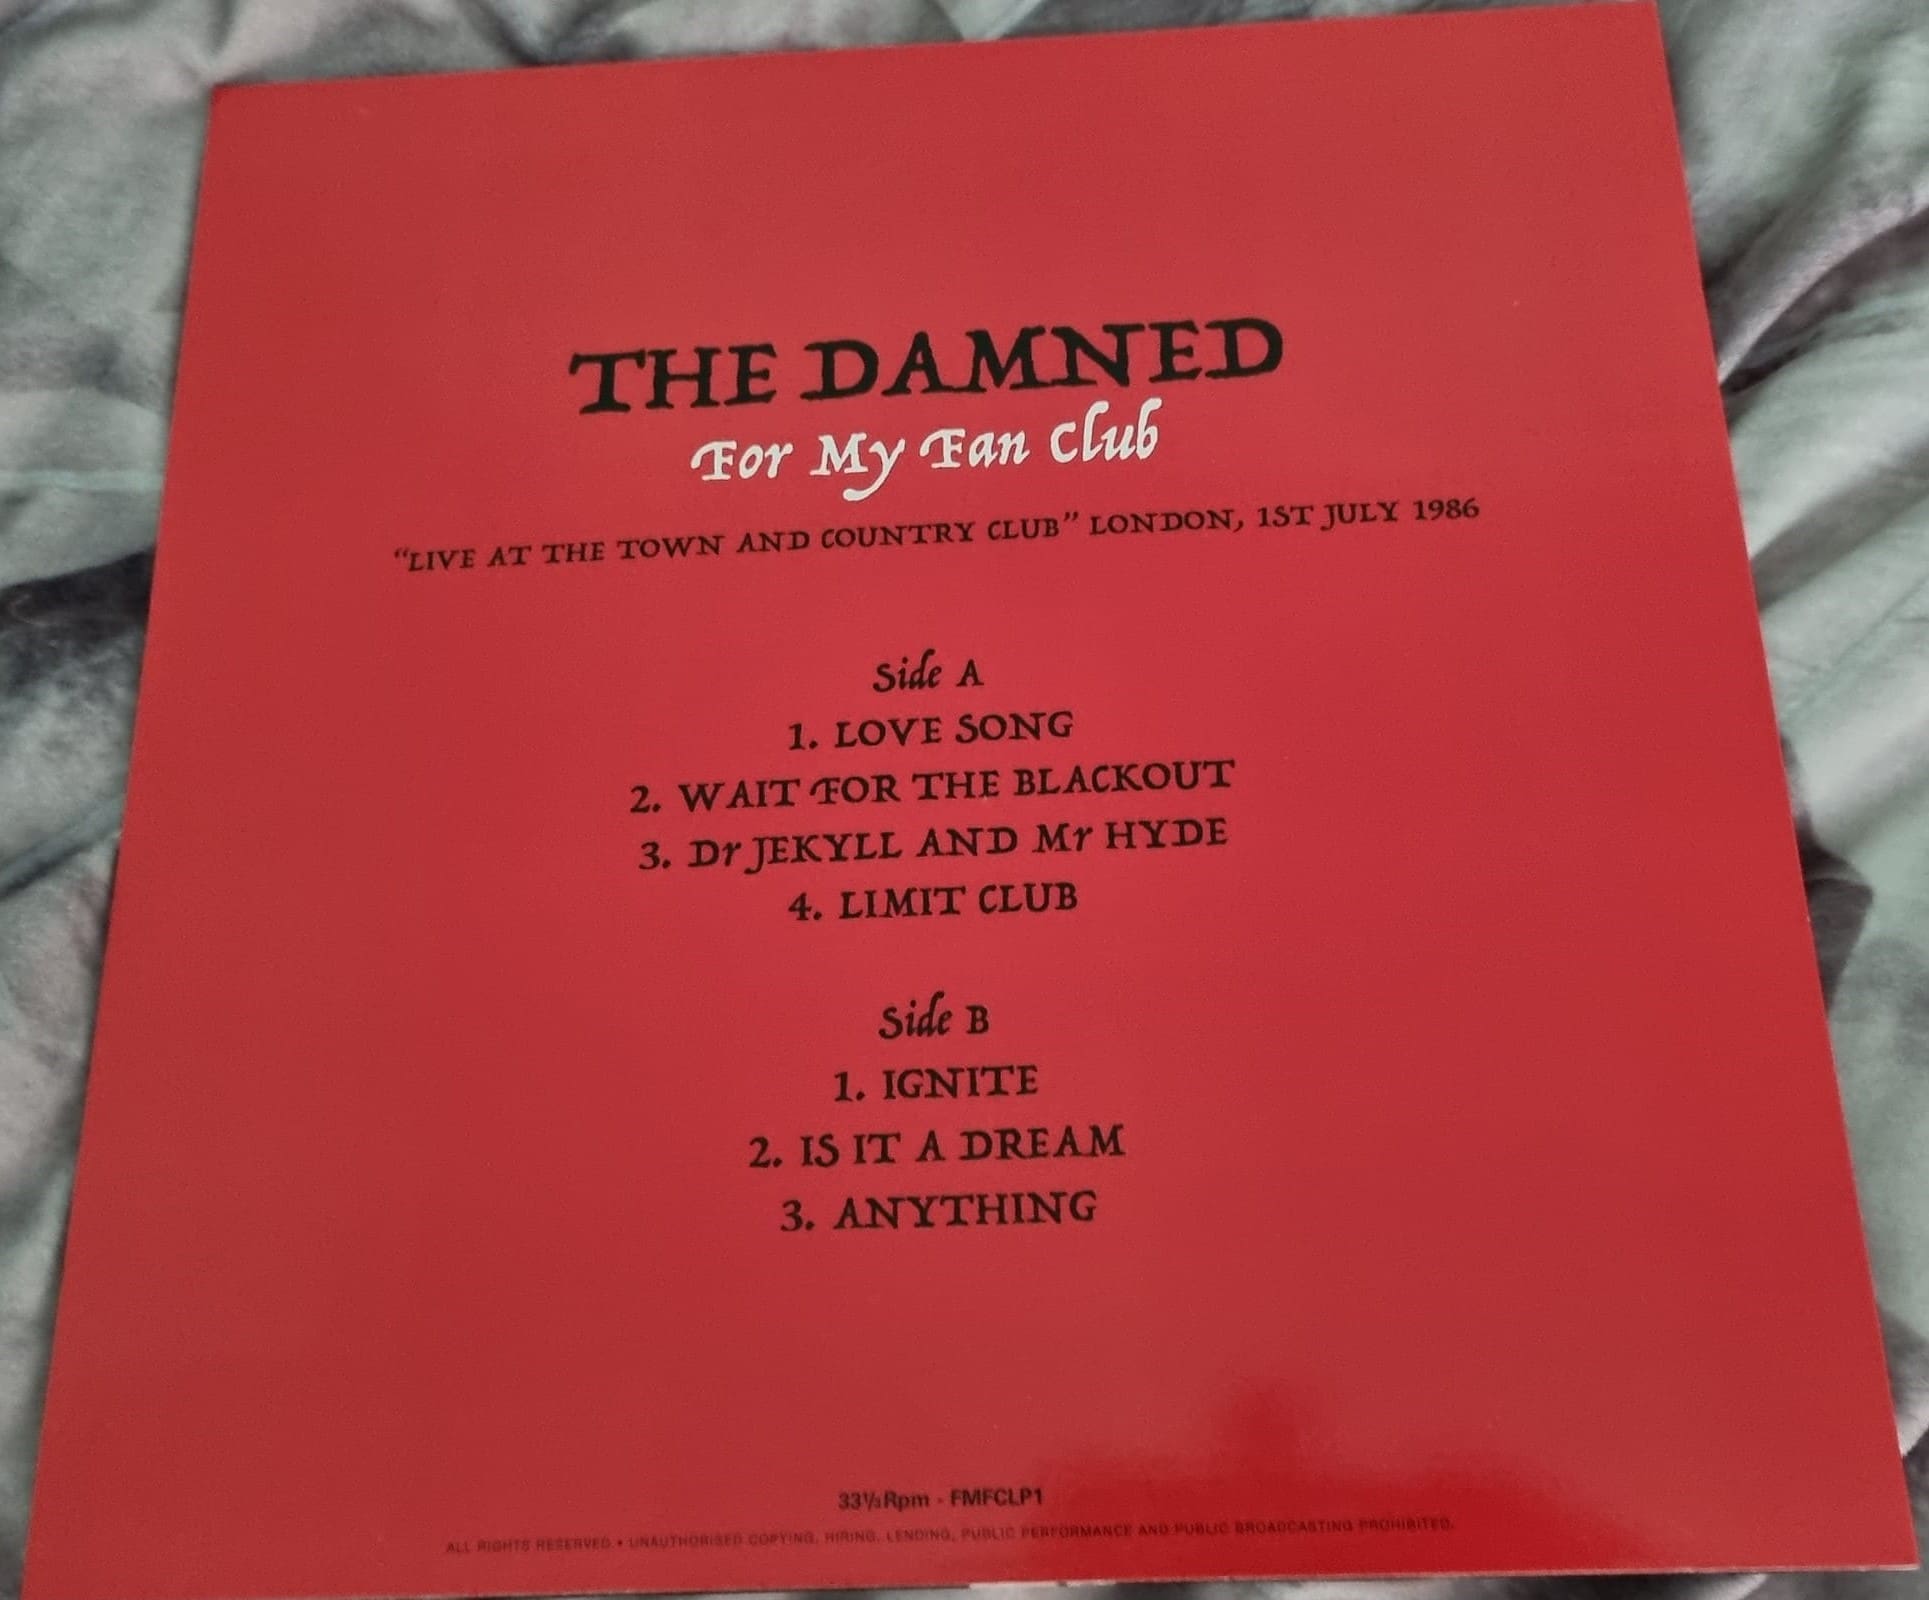 THE DAMNED
For My Fan Club
"LIVE AT THE TOWN AND COUNTRY CLUB" LONDON, 1ST JULY 1986
Side A
1. LOVE SONG
2. WAIT FOR THE BLACKOUT
3. Dr JEKYLL AND Mr HYDE
4. LIMIT CLUB
Side B
1. IGNITE
2. IS IT A DREAM
3. ANYTHING
33⅓Rpm - FMFCLP1
ALL RIGHTS RESERVED • UNAUTHORISED COPYING, HIRING, LENDING, PUBLIC PERFORMANCE AND PUBLIC BROADCASTING PROHIBITED.